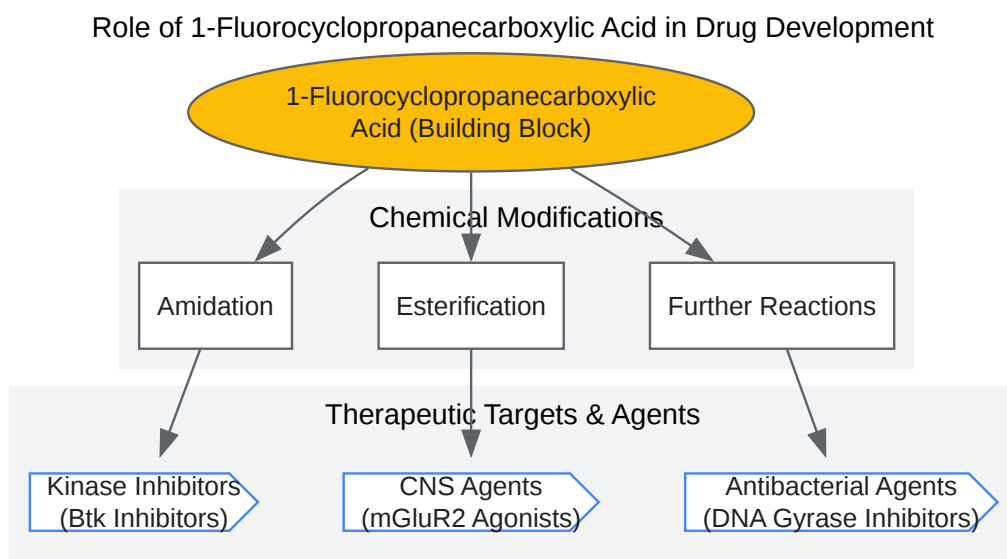 Role of 1-Fluorocyclopropanecarboxylic Acid in Drug Development
1-Fluorocyclopropanecarboxylic
Acid (Building Block)
Chemical Modifications
Amidation
Esterification
Further Reactions
Therapeutic Targets & Agents
Kinase Inhibitors
(Btk Inhibitors)
CNS Agents
(mGluR2 Agonists)
Antibacterial Agents
(DNA Gyrase Inhibitors)